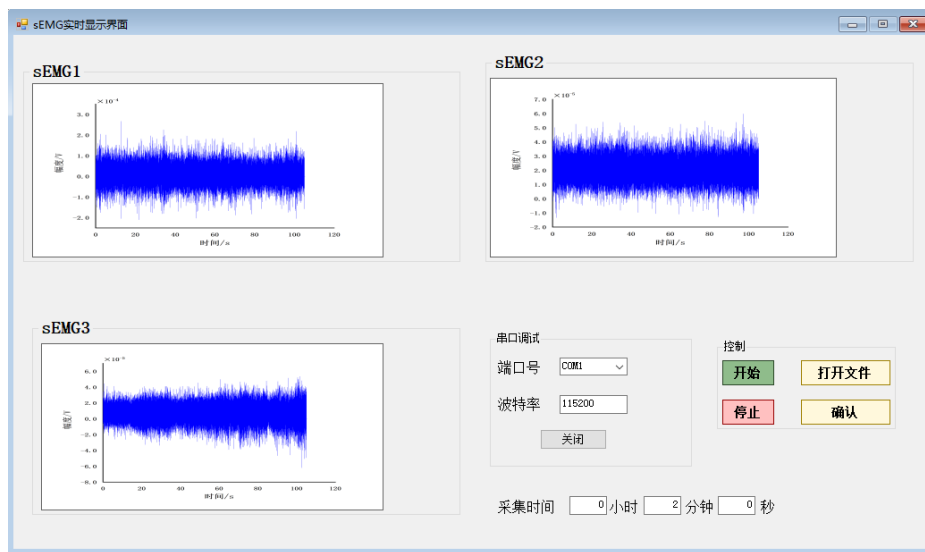 sEMG实时显示界面
sEMG1
×10⁻⁴
3.0
2.0
1.0
0.0
-1.0
-2.0
幅度/V
0 20 40 60 80 100 120
时间/s
sEMG2
×10⁻⁵
7.0
6.0
5.0
4.0
3.0
2.0
1.0
0.0
-1.0
-2.0
幅度/V
0 20 40 60 80 100 120
时间/s
sEMG3
6.0
4.0
2.0
0.0
-2.0
-4.0
-6.0
-8.0
幅度/V
0 20 40 60 80 100 120
时间/s
串口调试
端口号 COM1
波特率 115200
关闭
控制
开始 打开文件
停止 确认
采集时间 0 小时 2 分钟 0 秒